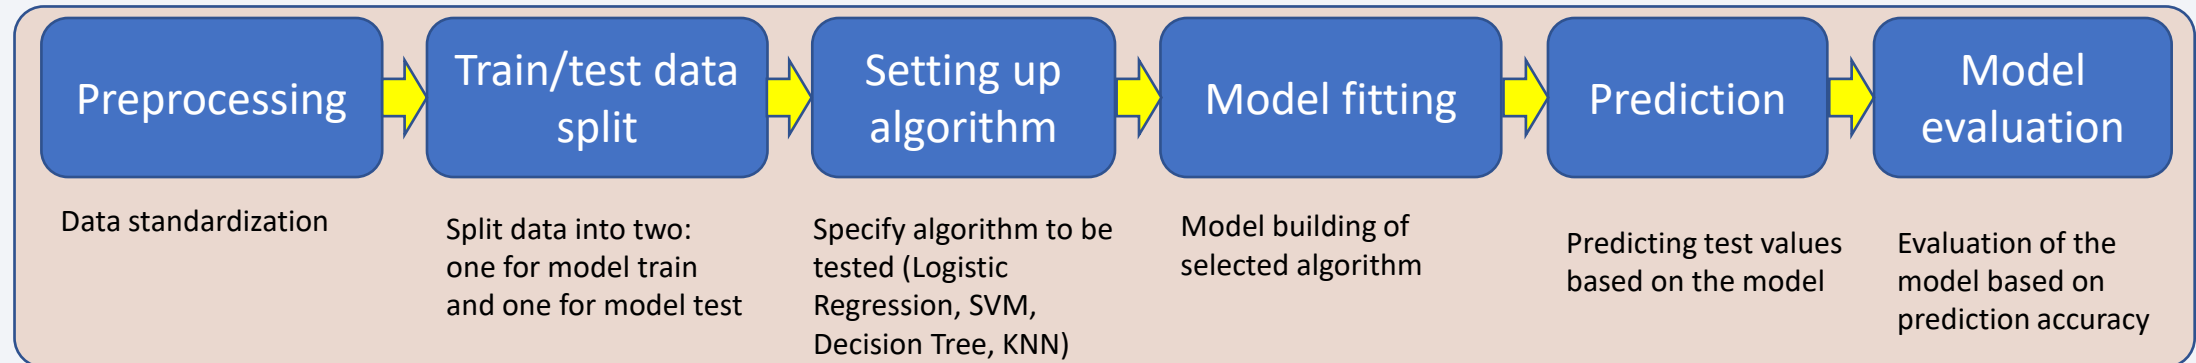 Preprocessing
Data standardization
Train/test data
split
Split data into two:
one for model train
and one for model test
Setting up
algorithm
Specify algorithm to be
tested (Logistic
Regression, SVM,
Decision Tree, KNN)
Model fitting
Model building of
selected algorithm
Prediction
Predicting test values
based on the model
Model
evaluation
Evaluation of the
model based on
prediction accuracy